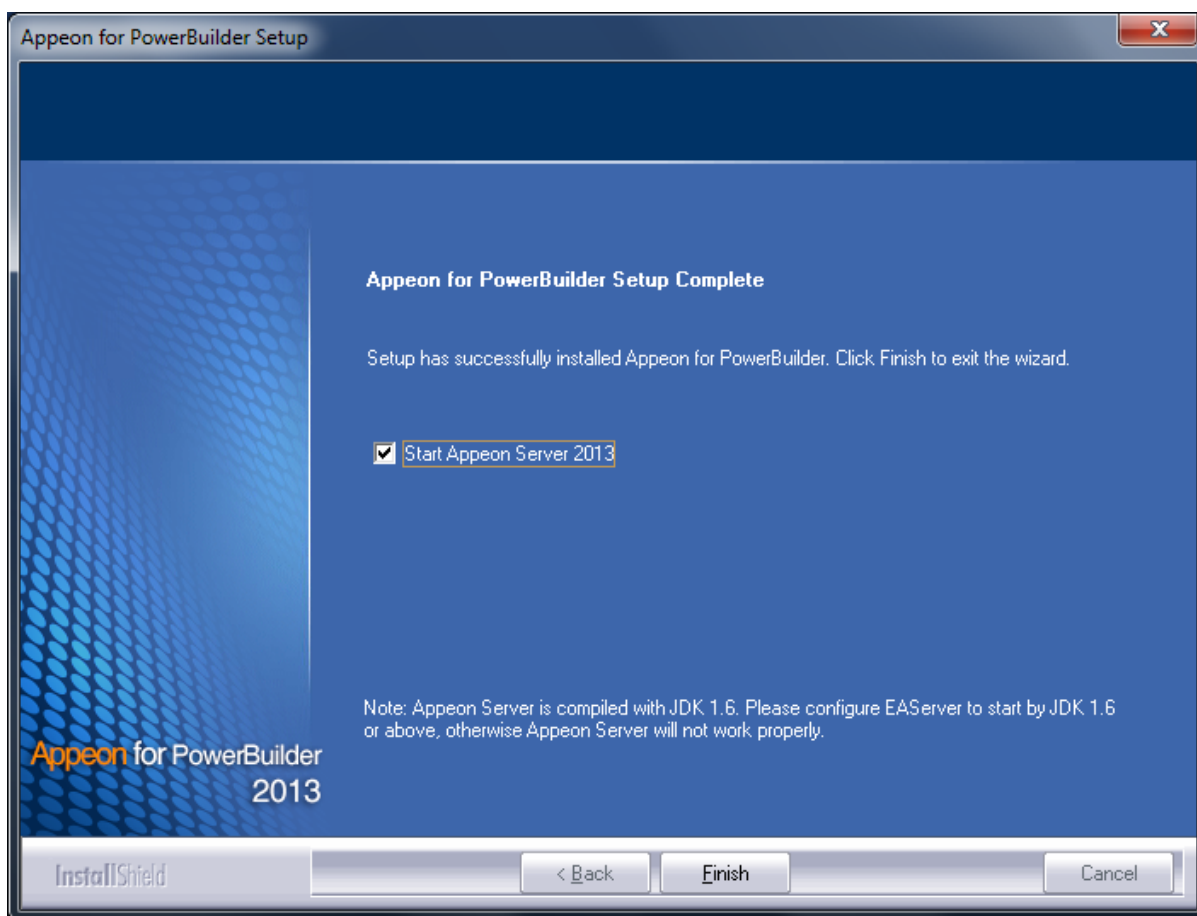 Appeon for PowerBuilder Setup
Appeon for PowerBuilder Setup Complete
Setup has successfully installed Appeon for PowerBuilder. Click Finish to exit the wizard.
Start Appeon Server 2013
Note: Appeon Server is compiled with JDK 1.6. Please configure EAServer to start by JDK 1.6
or above, otherwise Appeon Server will not work properly.
Appeon for PowerBuilder
2013
InstallShield
< Back
Finish
Cancel